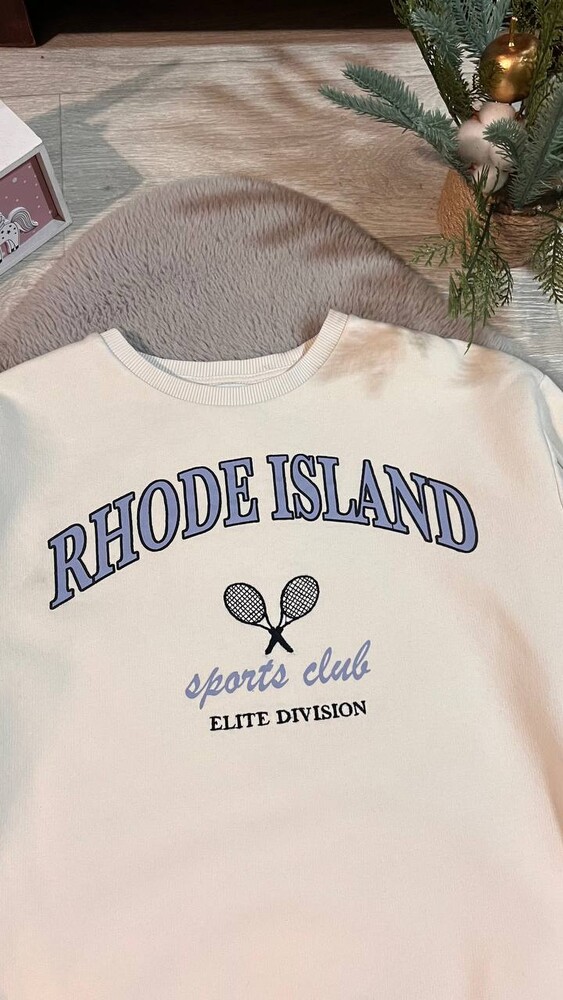 RHODE ISLAND
sports club
ELITE DIVISION